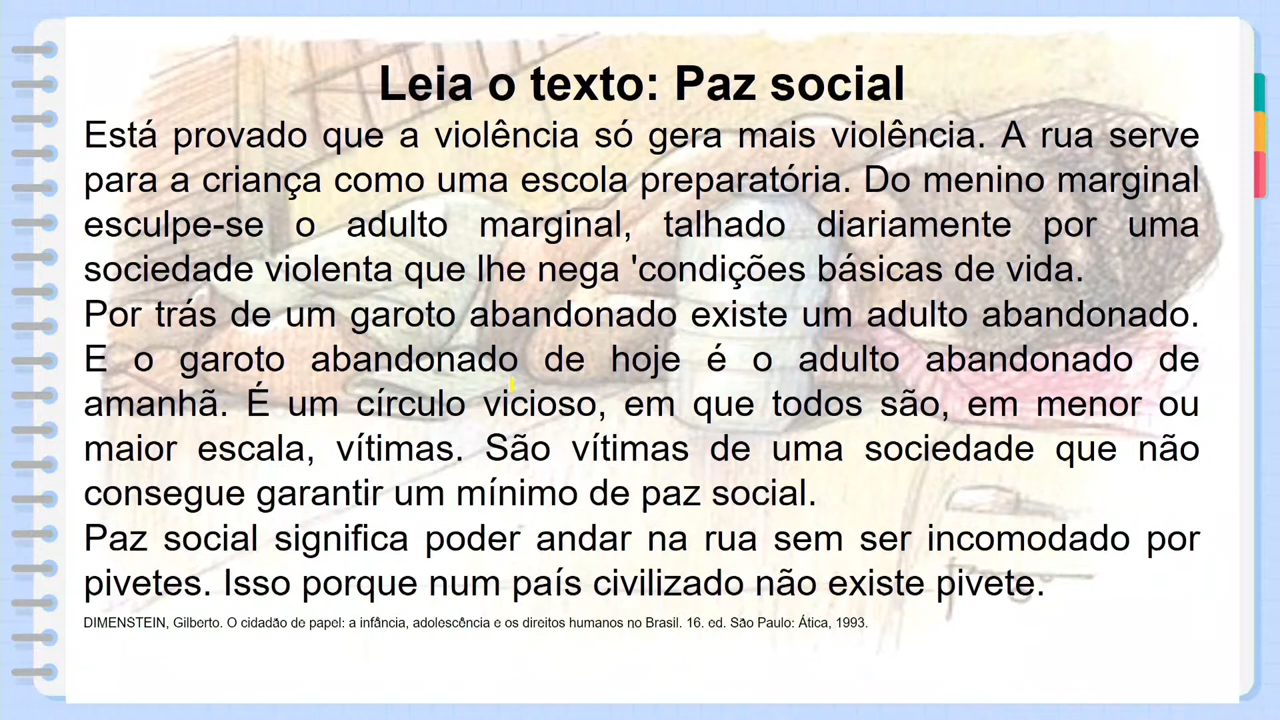 Leia o texto: Paz social
Está provado que a violência só gera mais violência. A rua serve
para a criança como uma escola preparatória. Do menino marginal
esculpe-se o adulto marginal, talhado diariamente por uma
sociedade violenta que lhe nega 'condições básicas de vida.
Por trás de um garoto abandonado existe um adulto abandonado.
E o garoto abandonado de hoje é o adulto abandonado de
amanhã. É um círculo vicioso, em que todos são, em menor ou
maior escala, vítimas. São vítimas de uma sociedade que não
consegue garantir um mínimo de paz social.
Paz social significa poder andar na rua sem ser incomodado por
pivetes. Isso porque num país civilizado não existe pivete.
DIMENSTEIN, Gilberto. O cidadão de papel: a infância, adolescência e os direitos humanos no Brasil. 16. ed. São Paulo: Ática, 1993.